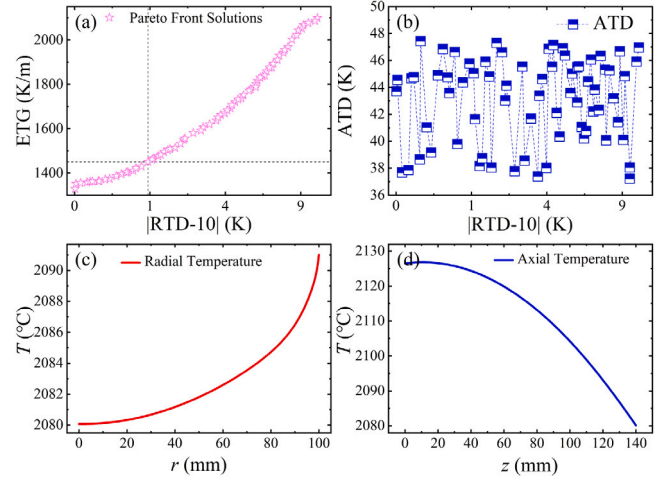 (a)
Pareto Front Solutions
ETG (K/m)
2000
1800
1600
1400
0 1 4 9
|RTD-10| (K)
(b)
ATD
ATD (K)
48
46
44
42
40
38
36
0 1 4 9
|RTD-10| (K)
(c)
Radial Temperature
T (°C)
2090
2088
2086
2084
2082
2080
0 20 40 60 80 100
r (mm)
(d)
Axial Temperature
T (°C)
2130
2120
2110
2100
2090
2080
0 20 40 60 80 100 120 140
z (mm)